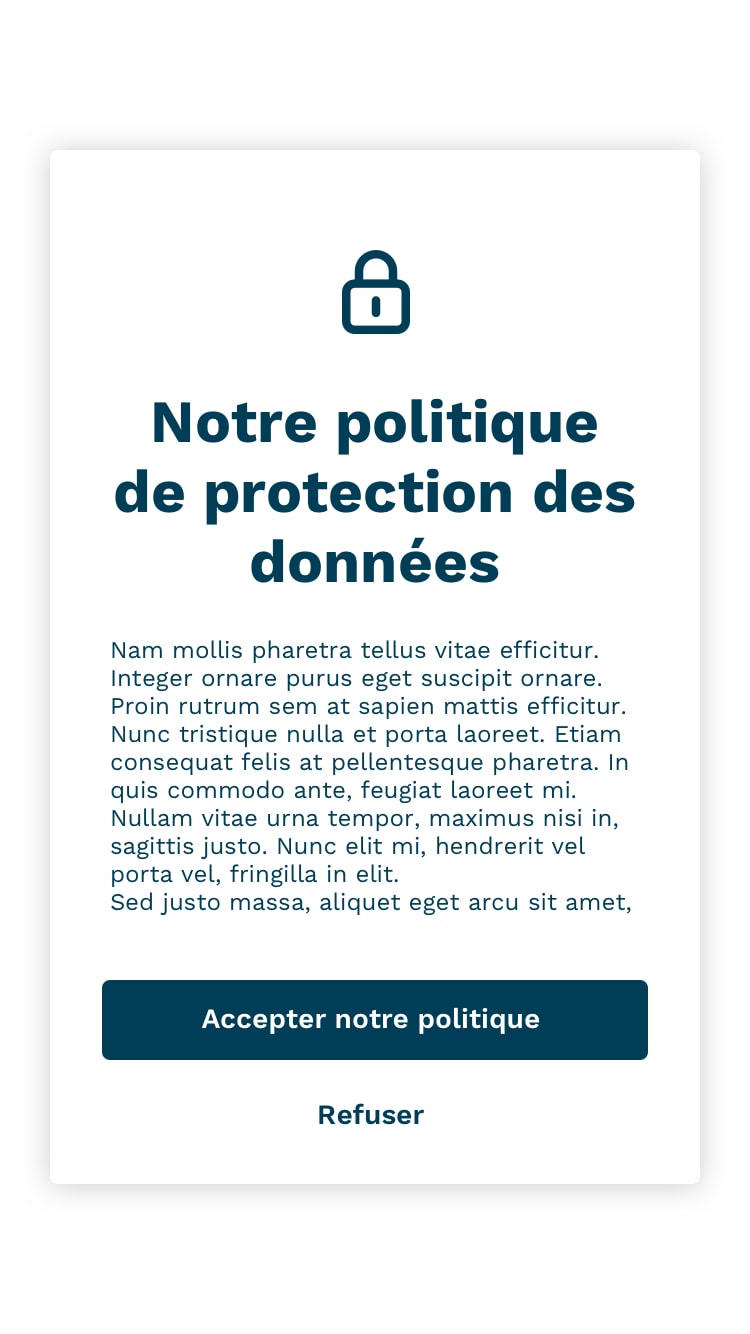 Notre politique
de protection des
données
Nam mollis pharetra tellus vitae efficitur.
Integer ornare purus eget suscipit ornare.
Proin rutrum sem at sapien mattis efficitur.
Nunc tristique nulla et porta laoreet. Etiam
consequat felis at pellentesque pharetra. In
quis commodo ante, feugiat laoreet mi.
Nullam vitae urna tempor, maximus nisi in,
sagittis justo. Nunc elit mi, hendrerit vel
porta vel, fringilla in elit.
Sed justo massa, aliquet eget arcu sit amet,
Accepter notre politique
Refuser